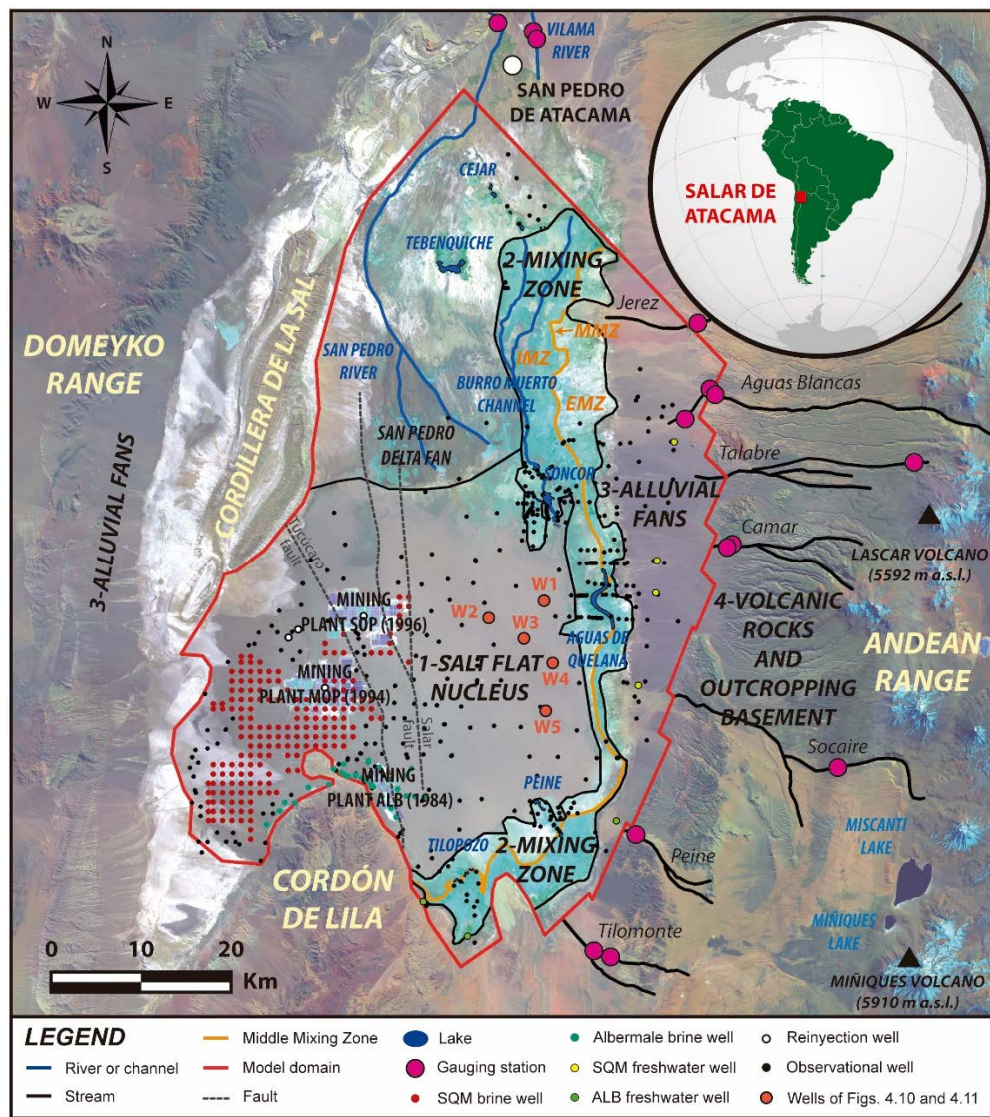 N
W
E
S
VILAMA
RIVER
SAN PEDRO
DE ATACAMA
SALAR DE
ATACAMA
CEJAR
TEBENQUICHE
2-MIXING
ZONE
Jerez
MMZ
IMZ
DOMEYKO
RANGE
CORDILLERA DE LA SAL
SAN PEDRO
RIVER
BURRO MUERTO
CHANNEL
EMZ
Aguas Blancas
SAN PEDRO
DELTA FAN
Talabre
SONCOR
3-ALLUVIAL
FANS
3-ALLUVIAL FANS
Camar
LASCAR VOLCANO
(5592 m a.s.l.)
Tucúcaro
fault
MINING
PLANT SOP (1996)
W1
W2
W3
W4
W5
AGUAS DE
QUELANA
4-VOLCANIC
ROCKS
AND
OUTCROPPING
BASEMENT
ANDEAN
RANGE
1-SALT FLAT
NUCLEUS
MINING
PLANT MOP (1994)
Salar
fault
Socaire
MINING
PLANT ALB (1984)
PEINE
TILOPOZO
2-MIXING
ZONE
Peine
MISCANTI
LAKE
CORDÓN
DE LILA
Tilomonte
MIÑIQUES
LAKE
MIÑIQUES VOLCANO
(5910 m a.s.l.)
0 10 20
Km
LEGEND
River or channel
Stream
Middle Mixing Zone
Model domain
Fault
Lake
Gauging station
SQM brine well
Albermale brine well
SQM freshwater well
ALB freshwater well
Reinyection well
Observational well
Wells of Figs. 4.10 and 4.11